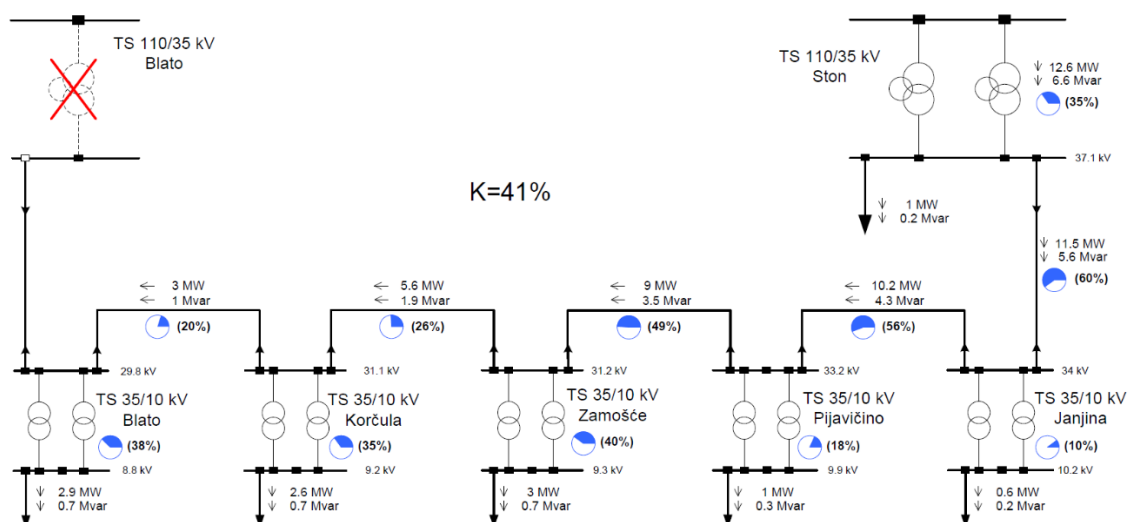 TS 110/35 kV
Blato
TS 110/35 kV
Ston
12.6 MW
6.6 Mvar
(35%)
37.1 kV
K=41%
1 MW
0.2 Mvar
11.5 MW
5.6 Mvar
(60%)
3 MW
1 Mvar
(20%)
5.6 MW
1.9 Mvar
(26%)
9 MW
3.5 Mvar
(49%)
10.2 MW
4.3 Mvar
(56%)
29.8 kV
31.1 kV
31.2 kV
33.2 kV
34 kV
TS 35/10 kV
Blato
(38%)
TS 35/10 kV
Korčula
(35%)
TS 35/10 kV
Zamošće
(40%)
TS 35/10 kV
Pijavičino
(18%)
TS 35/10 kV
Janjina
(10%)
8.8 kV
9.2 kV
9.3 kV
9.9 kV
10.2 kV
2.9 MW
0.7 Mvar
2.6 MW
0.7 Mvar
3 MW
0.7 Mvar
1 MW
0.3 Mvar
0.6 MW
0.2 Mvar